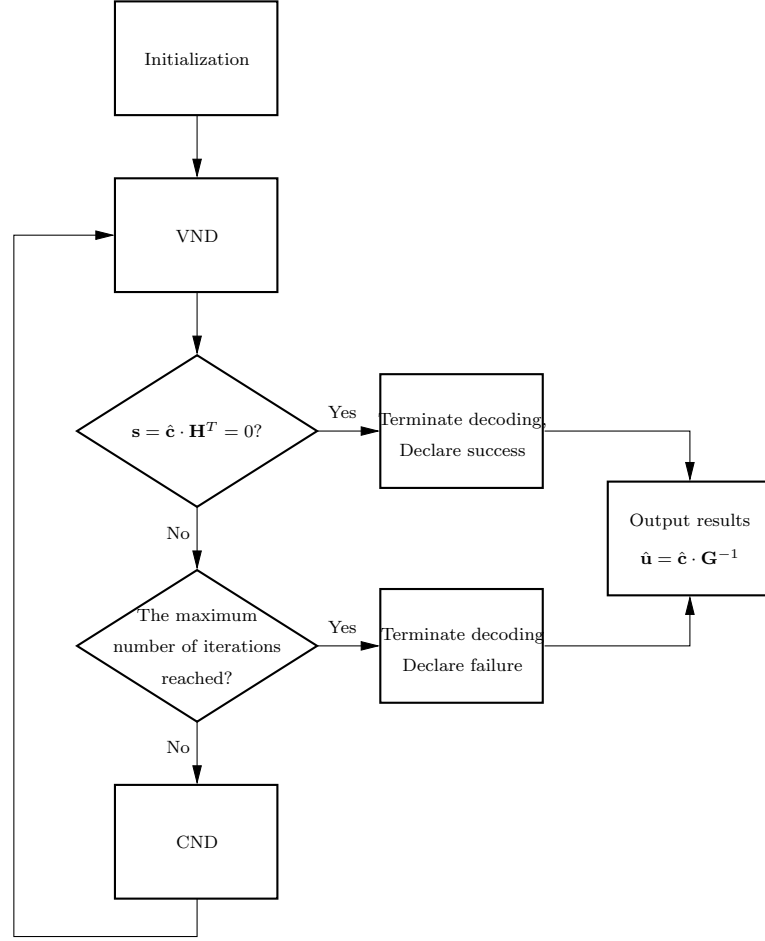 Initialization
VND
s = ĉ · H^T = 0?
Yes
Terminate decoding,
Declare success
Output results
û = ĉ · G^−1
No
The maximum
number of iterations
reached?
Yes
Terminate decoding
Declare failure
No
CND